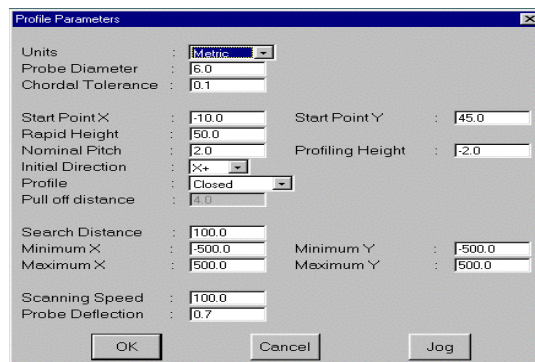 Profile Parameters
Units : Metric
Probe Diameter : 6.0
Chordal Tolerance : 0.1
Start Point X : -10.0 Start Point Y : 45.0
Rapid Height : 50.0
Nominal Pitch : 2.0 Profiling Height : -2.0
Initial Direction : X+
Profile : Closed
Pull off distance : 4.0
Search Distance : 100.0
Minimum X : -500.0 Minimum Y : -500.0
Maximum X : 500.0 Maximum Y : 500.0
Scanning Speed : 100.0
Probe Deflection : 0.7
OK Cancel Jog